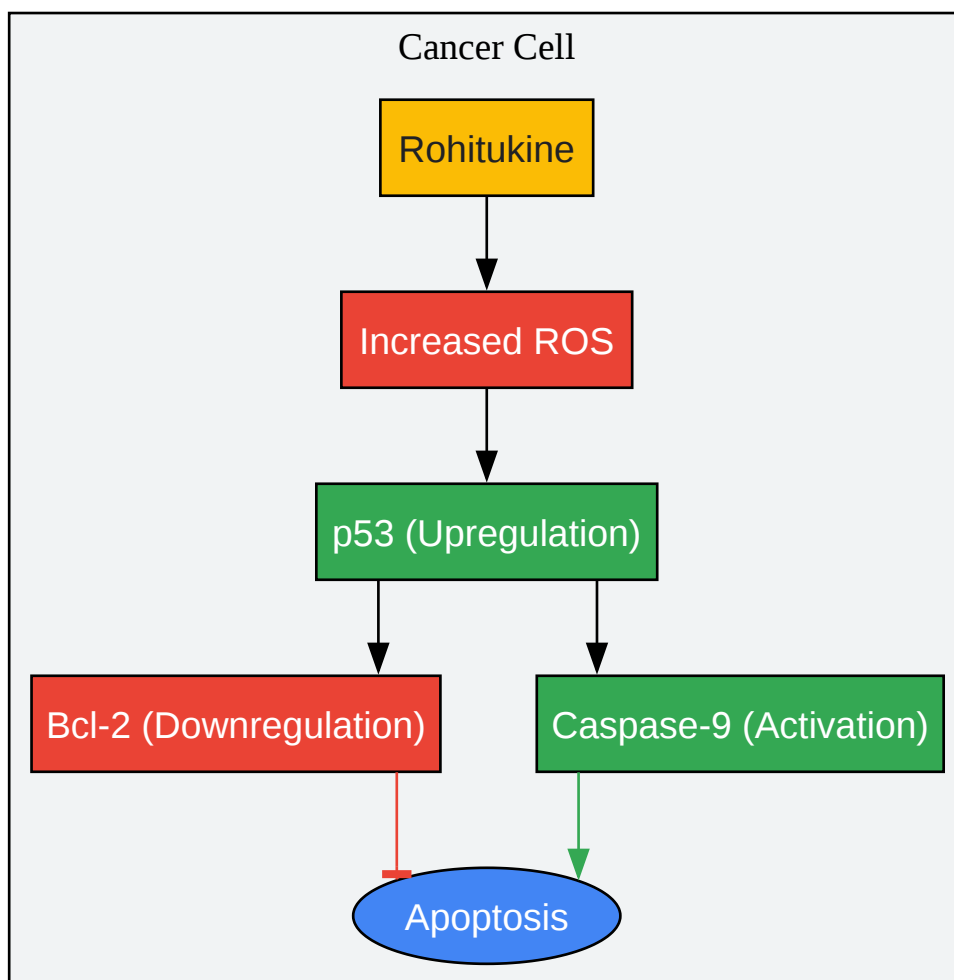 Cancer Cell
Rohitukine
Increased ROS
p53 (Upregulation)
Bcl-2 (Downregulation)
Caspase-9 (Activation)
Apoptosis